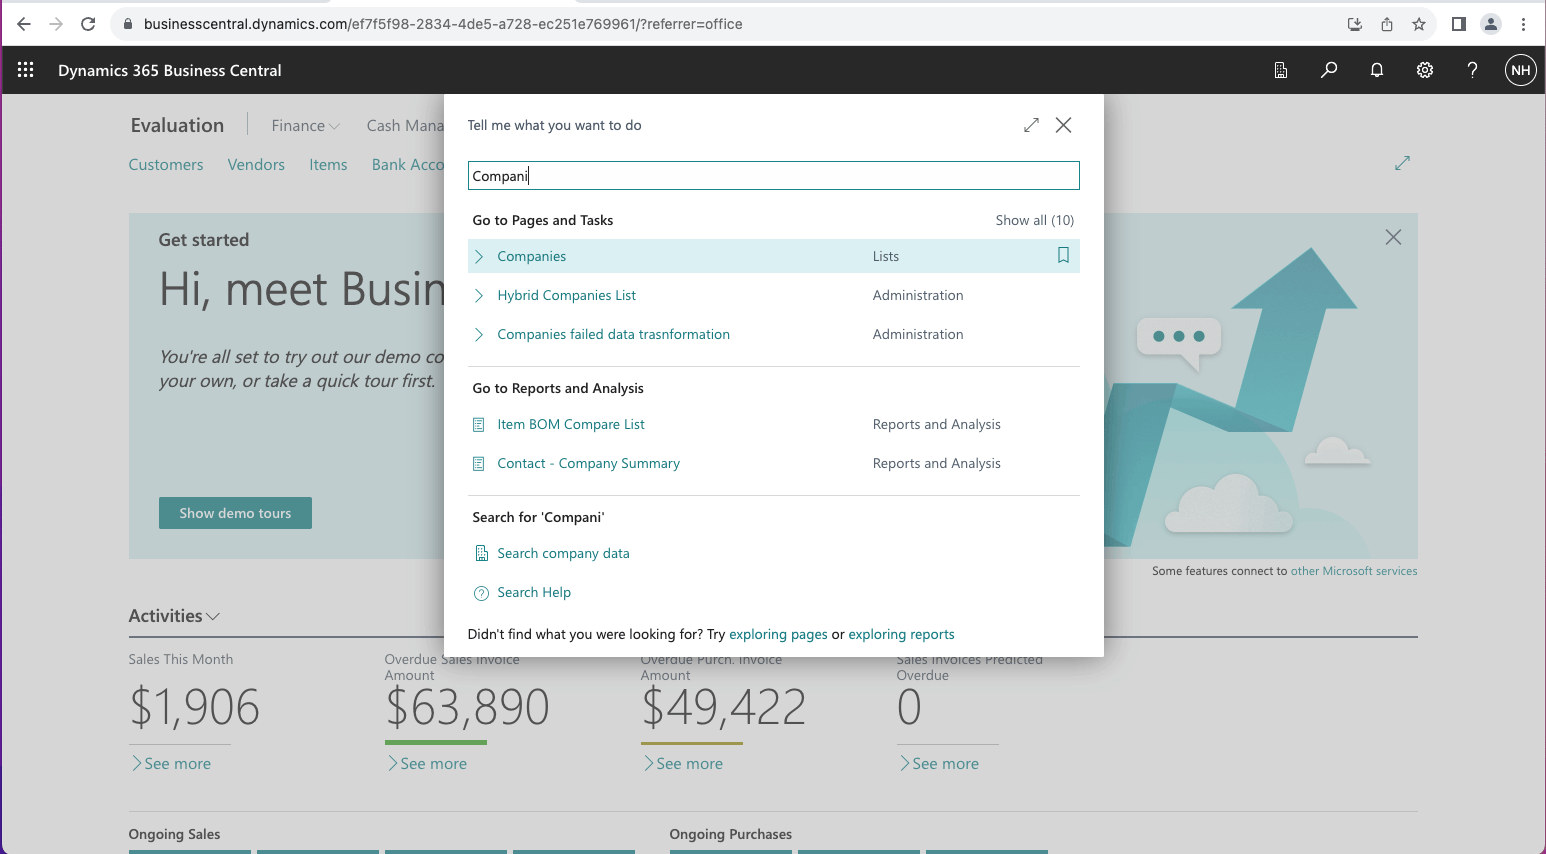 businesscentral.dynamics.com/ef7f5f98-2834-4de5-a728-ec251e769961/?referrer=office
Dynamics 365 Business Central
NH
Evaluation
Finance
Cash Mana
Customers
Vendors
Items
Bank Acco
Tell me what you want to do
Compani
Go to Pages and Tasks
Show all (10)
Companies
Lists
Hybrid Companies List
Administration
Companies failed data trasnformation
Administration
Go to Reports and Analysis
Item BOM Compare List
Reports and Analysis
Contact - Company Summary
Reports and Analysis
Search for 'Compani'
Search company data
Search Help
Didn't find what you were looking for? Try exploring pages or exploring reports
Get started
Hi, meet Busin
You're all set to try out our demo co
your own, or take a quick tour first.
Show demo tours
Some features connect to other Microsoft services
Activities
Sales This Month
$1,906
See more
Overdue Sales Invoice
Amount
$63,890
See more
Overdue Purch. Invoice
Amount
$49,422
See more
Sales Invoices Predicted
Overdue
0
See more
Ongoing Sales
Ongoing Purchases